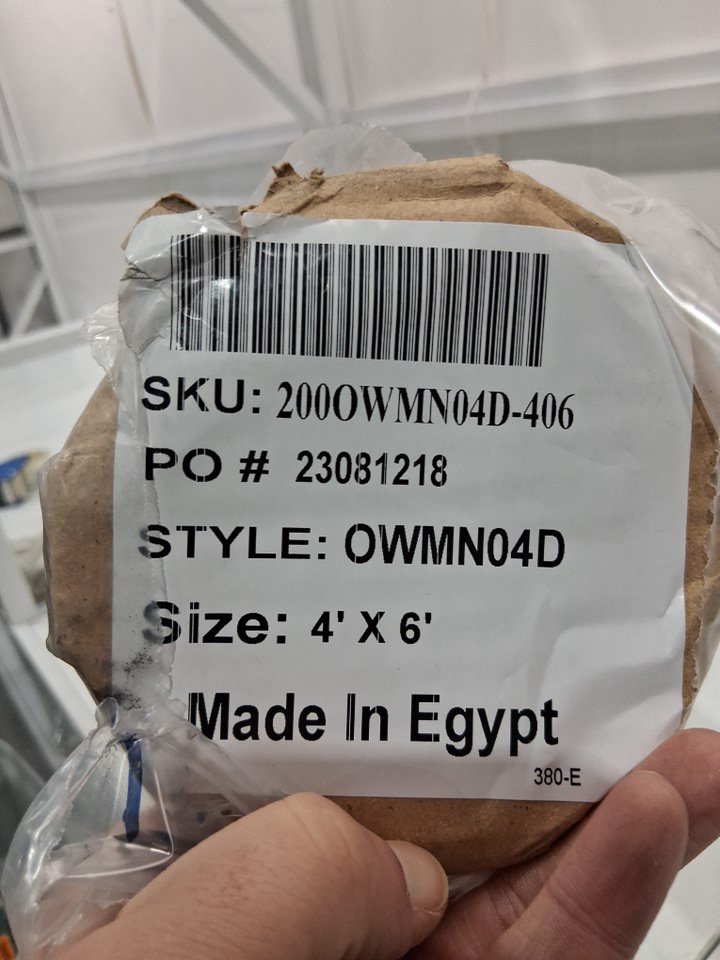 SKU: 200OWMN04D-406
PO # 23081218
STYLE: OWMN04D
Size: 4' X 6'
Made In Egypt
380-E